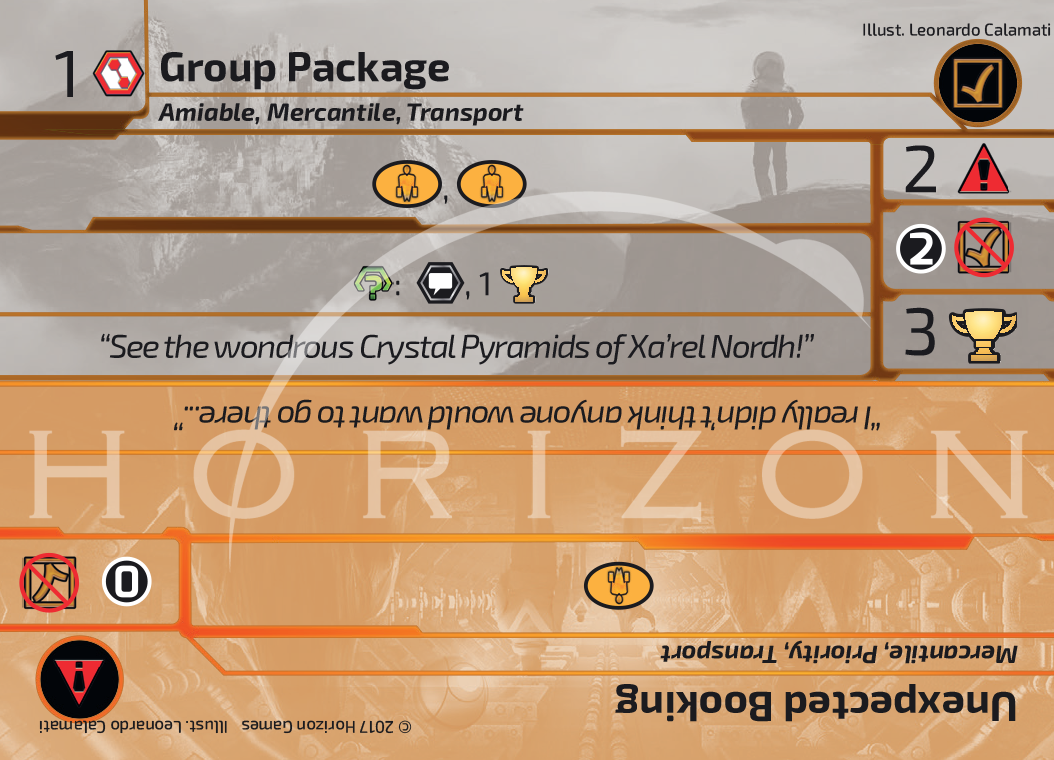 Illust. Leonardo Calamati
1 Group Package
Amiable, Mercantile, Transport
2
,
2
: , 1
3
“See the wondrous Crystal Pyramids of Xa’rel Nordh!”
HORIZON
Unexpected Booking
Mercantile, Priority, Transport
0
“I really didn’t think anyone would want to go there...”
© 2017 Horizon Games Illust. Leonardo Calamati